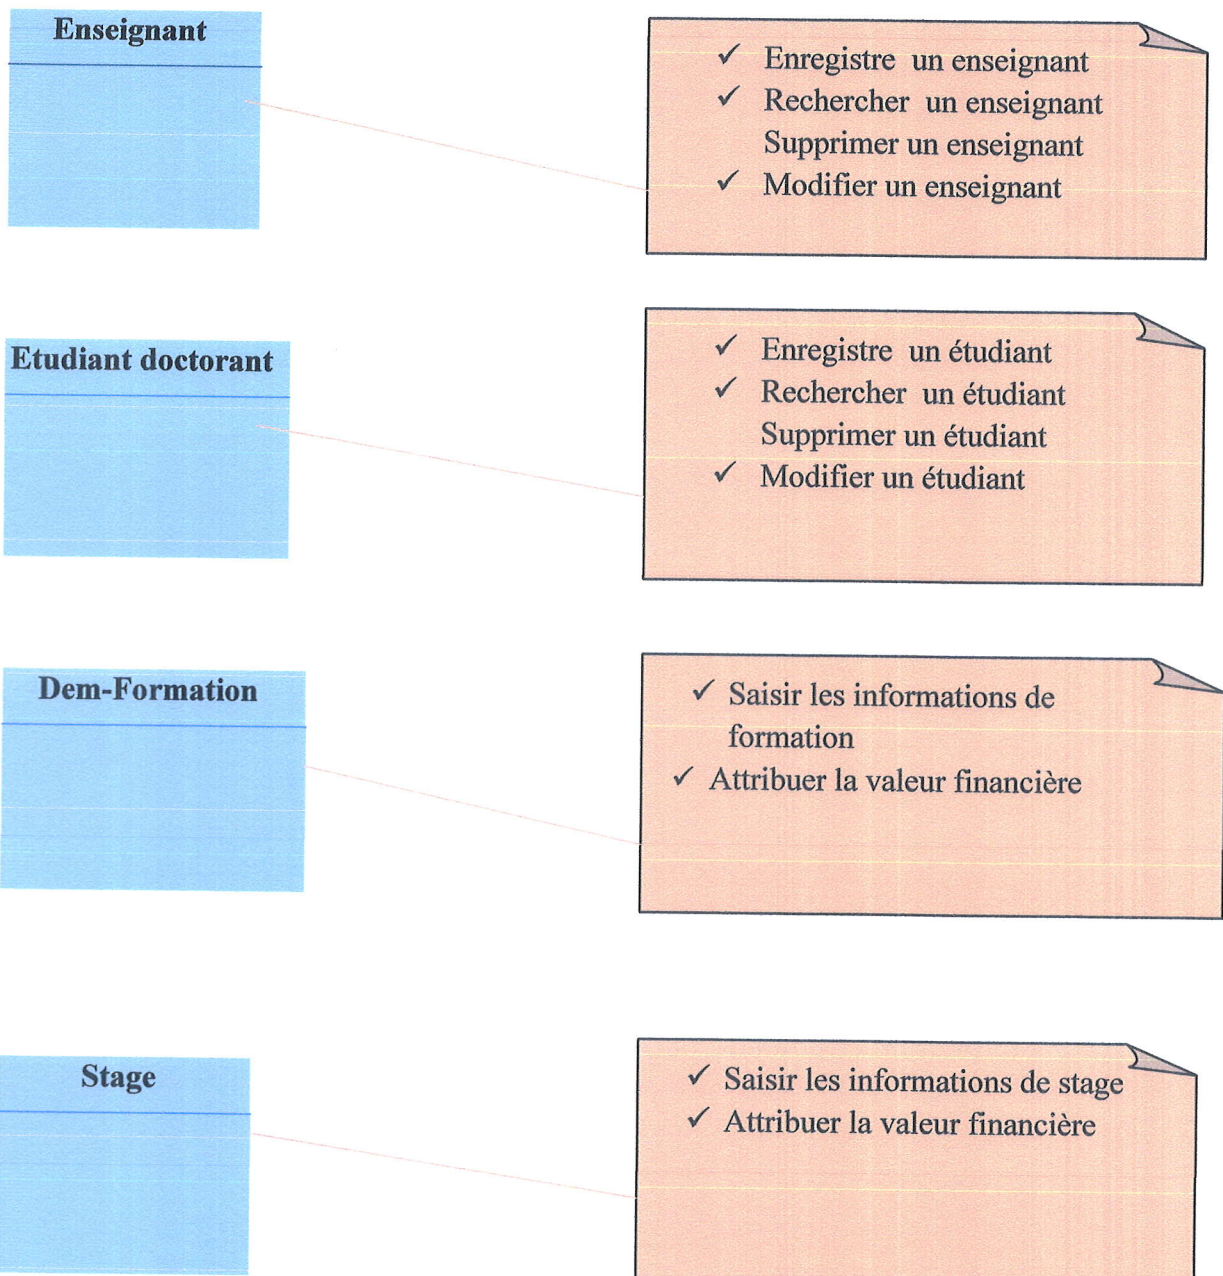 Enseignant
✓ Enregistre un enseignant
✓ Rechercher un enseignant
Supprimer un enseignant
✓ Modifier un enseignant
Etudiant doctorant
✓ Enregistre un étudiant
✓ Rechercher un étudiant
Supprimer un étudiant
✓ Modifier un étudiant
Dem-Formation
✓ Saisir les informations de
formation
✓ Attribuer la valeur financière
Stage
✓ Saisir les informations de stage
✓ Attribuer la valeur financière